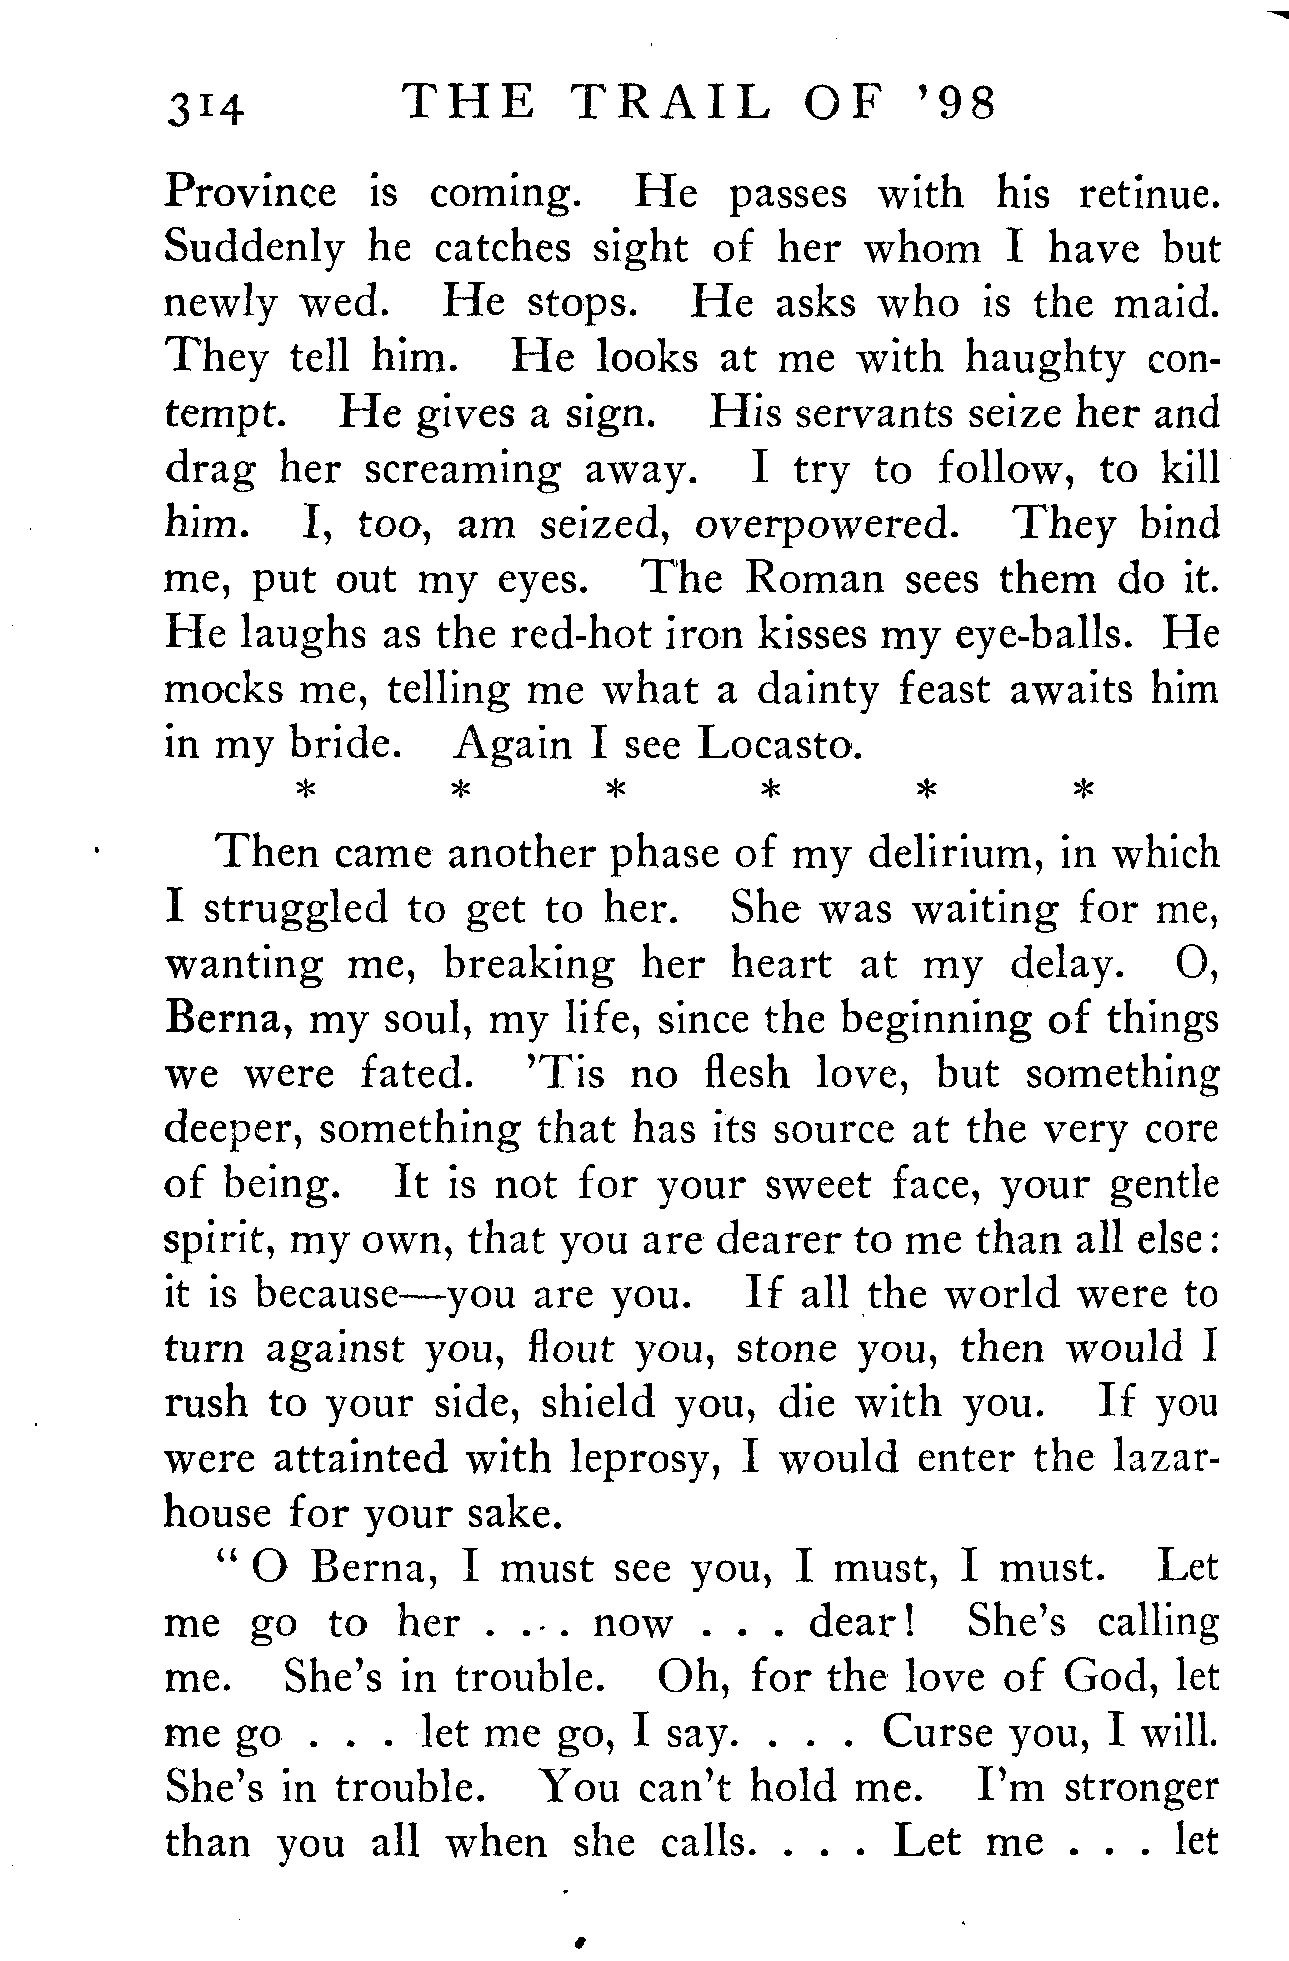 314 THE TRAIL OF ’98
Province is coming. He passes with his retinue.
Suddenly he catches sight of her whom I have but
newly wed. He stops. He asks who is the maid.
They tell him. He looks at me with haughty con-
tempt. He gives a sign. His servants seize her and
drag her screaming away. I try to follow, to kill
him. I, too, am seized, overpowered. They bind
me, put out my eyes. The Roman sees them do it.
He laughs as the red-hot iron kisses my eye-balls. He
mocks me, telling me what a dainty feast awaits him
in my bride. Again I see Locasto.
* * * * * *
Then came another phase of my delirium, in which
I struggled to get to her. She was waiting for me,
wanting me, breaking her heart at my delay. O,
Berna, my soul, my life, since the beginning of things
we were fated. ’Tis no flesh love, but something
deeper, something that has its source at the very core
of being. It is not for your sweet face, your gentle
spirit, my own, that you are dearer to me than all else:
it is because—you are you. If all the world were to
turn against you, flout you, stone you, then would I
rush to your side, shield you, die with you. If you
were attainted with leprosy, I would enter the lazar-
house for your sake.
“ O Berna, I must see you, I must, I must. Let
me go to her . . . now . . . dear! She’s calling
me. She’s in trouble. Oh, for the love of God, let
me go . . . let me go, I say. . . . Curse you, I will.
She’s in trouble. You can’t hold me. I’m stronger
than you all when she calls. . . . Let me . . . let